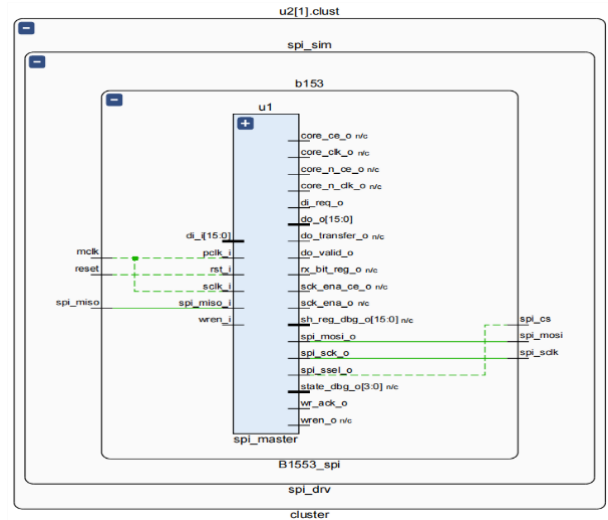 u2[1].clust
spi_sim
b153
u1
core_ce_o n/c
core_clk_o n/c
core_n_ce_o n/c
core_n_clk_o n/c
di_req_o
do_o[15:0]
di_i[15:0] do_transfer_o n/c
mclk pclk_i do_valid_o
reset rst_i rx_bit_reg_o n/c
sclk_i sck_ena_ce_o n/c
spi_miso spi_miso_i sck_ena_o n/c
wren_i sh_reg_dbg_o[15:0] n/c spi_cs
spi_mosi_o spi_mosi
spi_sck_o spi_sclk
spi_ssel_o
state_dbg_o[3:0] n/c
wr_ack_o
wren_o n/c
spi_master
B1553_spi
spi_drv
cluster